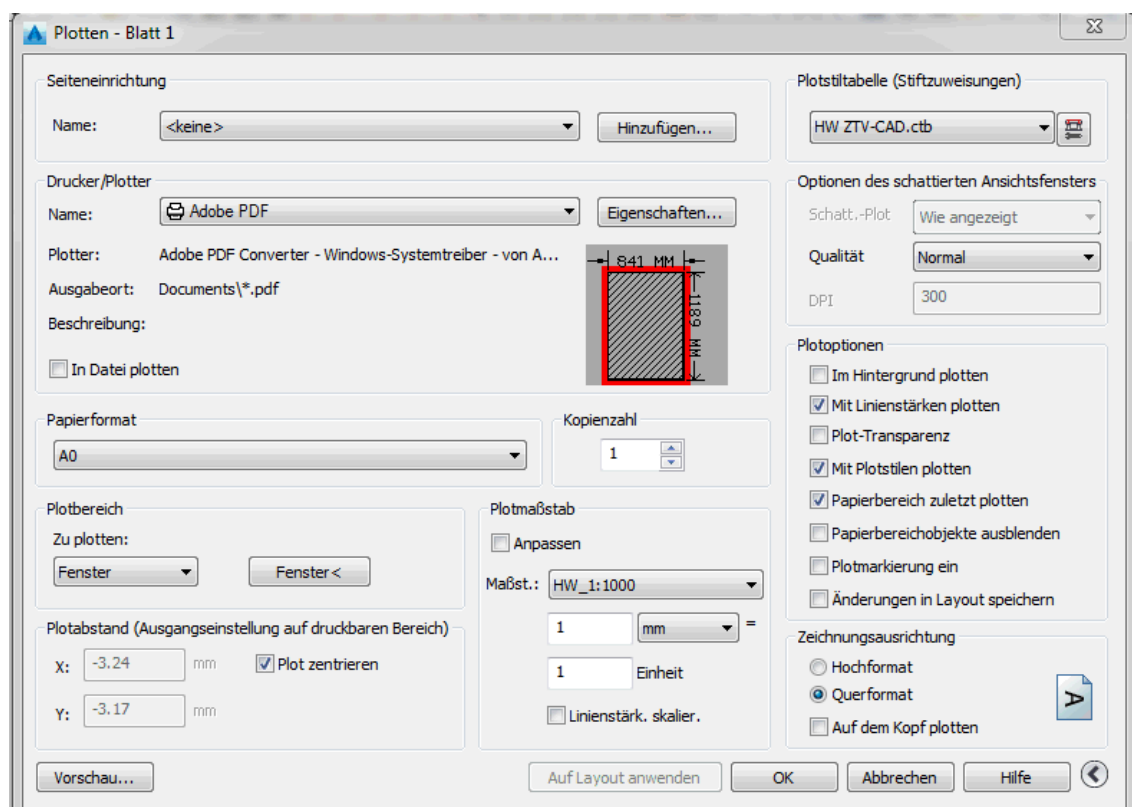 Plotten - Blatt 1
Seiteneinrichtung
Name:
<keine>
Hinzufügen...
Plotstiltabelle (Stiftzuweisungen)
HW ZTV-CAD.ctb
Drucker/Plotter
Name:
Adobe PDF
Eigenschaften...
Plotter:
Adobe PDF Converter - Windows-Systemtreiber - von A...
Ausgabeort:
Documents\*.pdf
Beschreibung:
In Datei plotten
841 MM
1189 MM
Optionen des schattierten Ansichtsfensters
Schatt.-Plot
Wie angezeigt
Qualität
Normal
DPI
300
Papierformat
A0
Kopienzahl
1
Plotoptionen
Im Hintergrund plotten
Mit Linienstärken plotten
Plot-Transparenz
Mit Plotstilen plotten
Papierbereich zuletzt plotten
Papierbereichobjekte ausblenden
Plotmarkierung ein
Änderungen in Layout speichern
Plotbereich
Zu plotten:
Fenster
Fenster<
Plotmaßstab
Anpassen
Maßst.:
HW_1:1000
1
mm
=
1
Einheit
Linienstärk. skalier.
Plotabstand (Ausgangseinstellung auf druckbaren Bereich)
X:
-3.24
mm
Plot zentrieren
Y:
-3.17
mm
Zeichnungsausrichtung
Hochformat
Querformat
Auf dem Kopf plotten
A
Vorschau...
Auf Layout anwenden
OK
Abbrechen
Hilfe